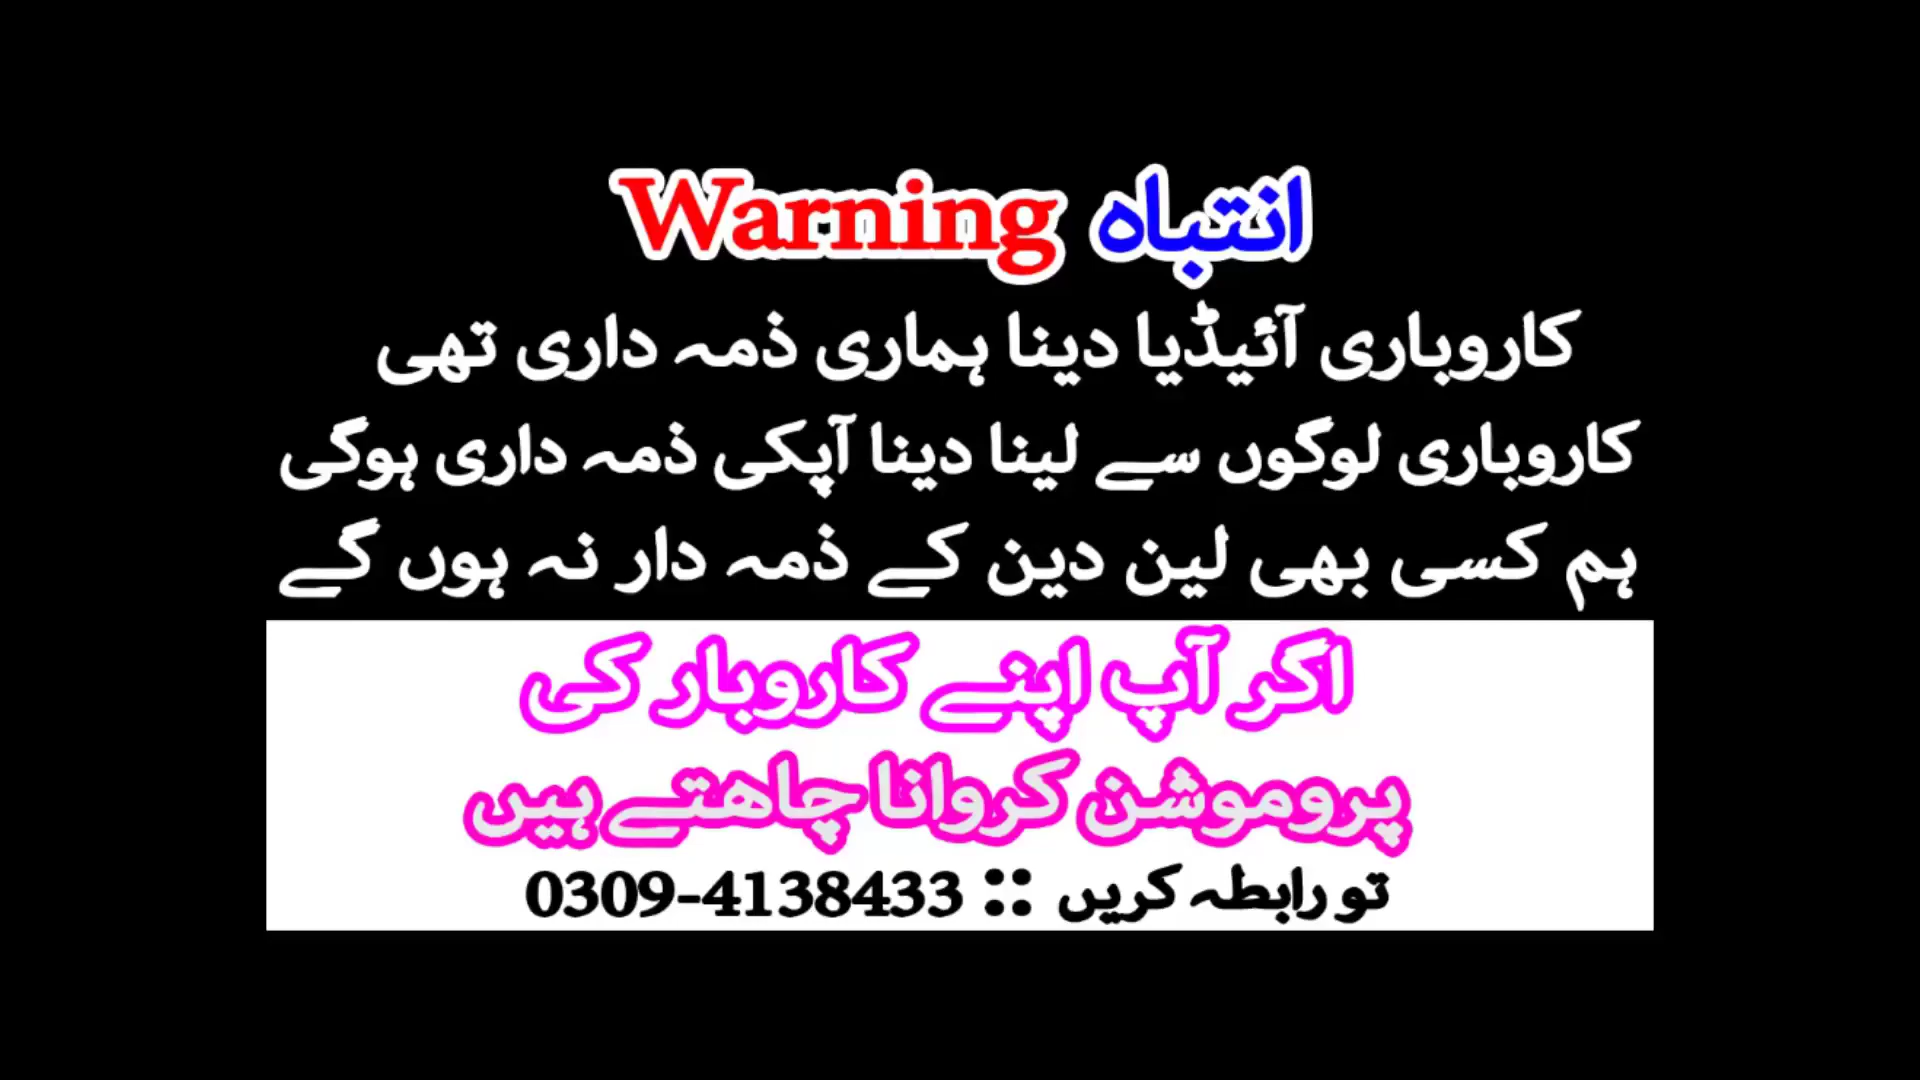 انتباہ Warning
کاروباری آئیڈیا دینا ہماری ذمہ داری تھی
کاروباری لوگوں سے لینا دینا آپکی ذمہ داری ہوگی
ہم کسی بھی لین دین کے ذمہ دار نہ ہوں گے
اگر آپ اپنے کاروبار کی
پروموشن کروانا چاھتے ہیں
تو رابطہ کریں :: 0309-4138433